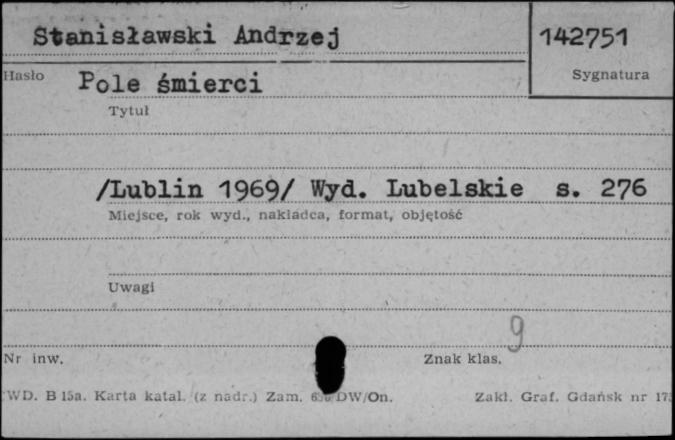 Stanisławski Andrzej 142751
Hasło Pole śmierci Sygnatura
Tytuł
/Lublin 1969/ Wyd. Lubelskie s. 276
Miejsce, rok wyd., nakładca, format, objętość
Uwagi
9
Nr inw. Znak klas.
WD. B 15a. Karta katal. (z nadr.) Zam. DW/On. Zakł. Graf. Gdańsk nr